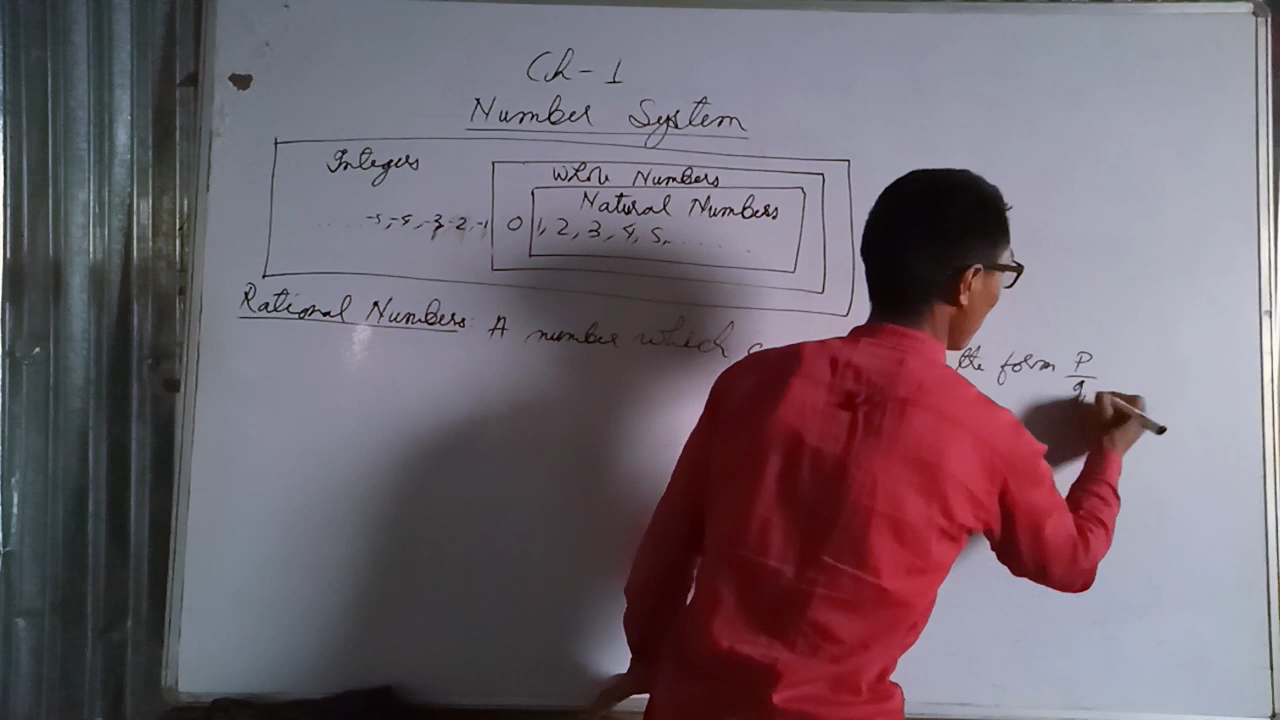 Ch-1
Number System
Integers
Whole Numbers
Natural Numbers
..... -5, -4, -3 -2, -1 0 1, 2, 3, 4, 5, ......
Rational Numbers: A number which the form P/q